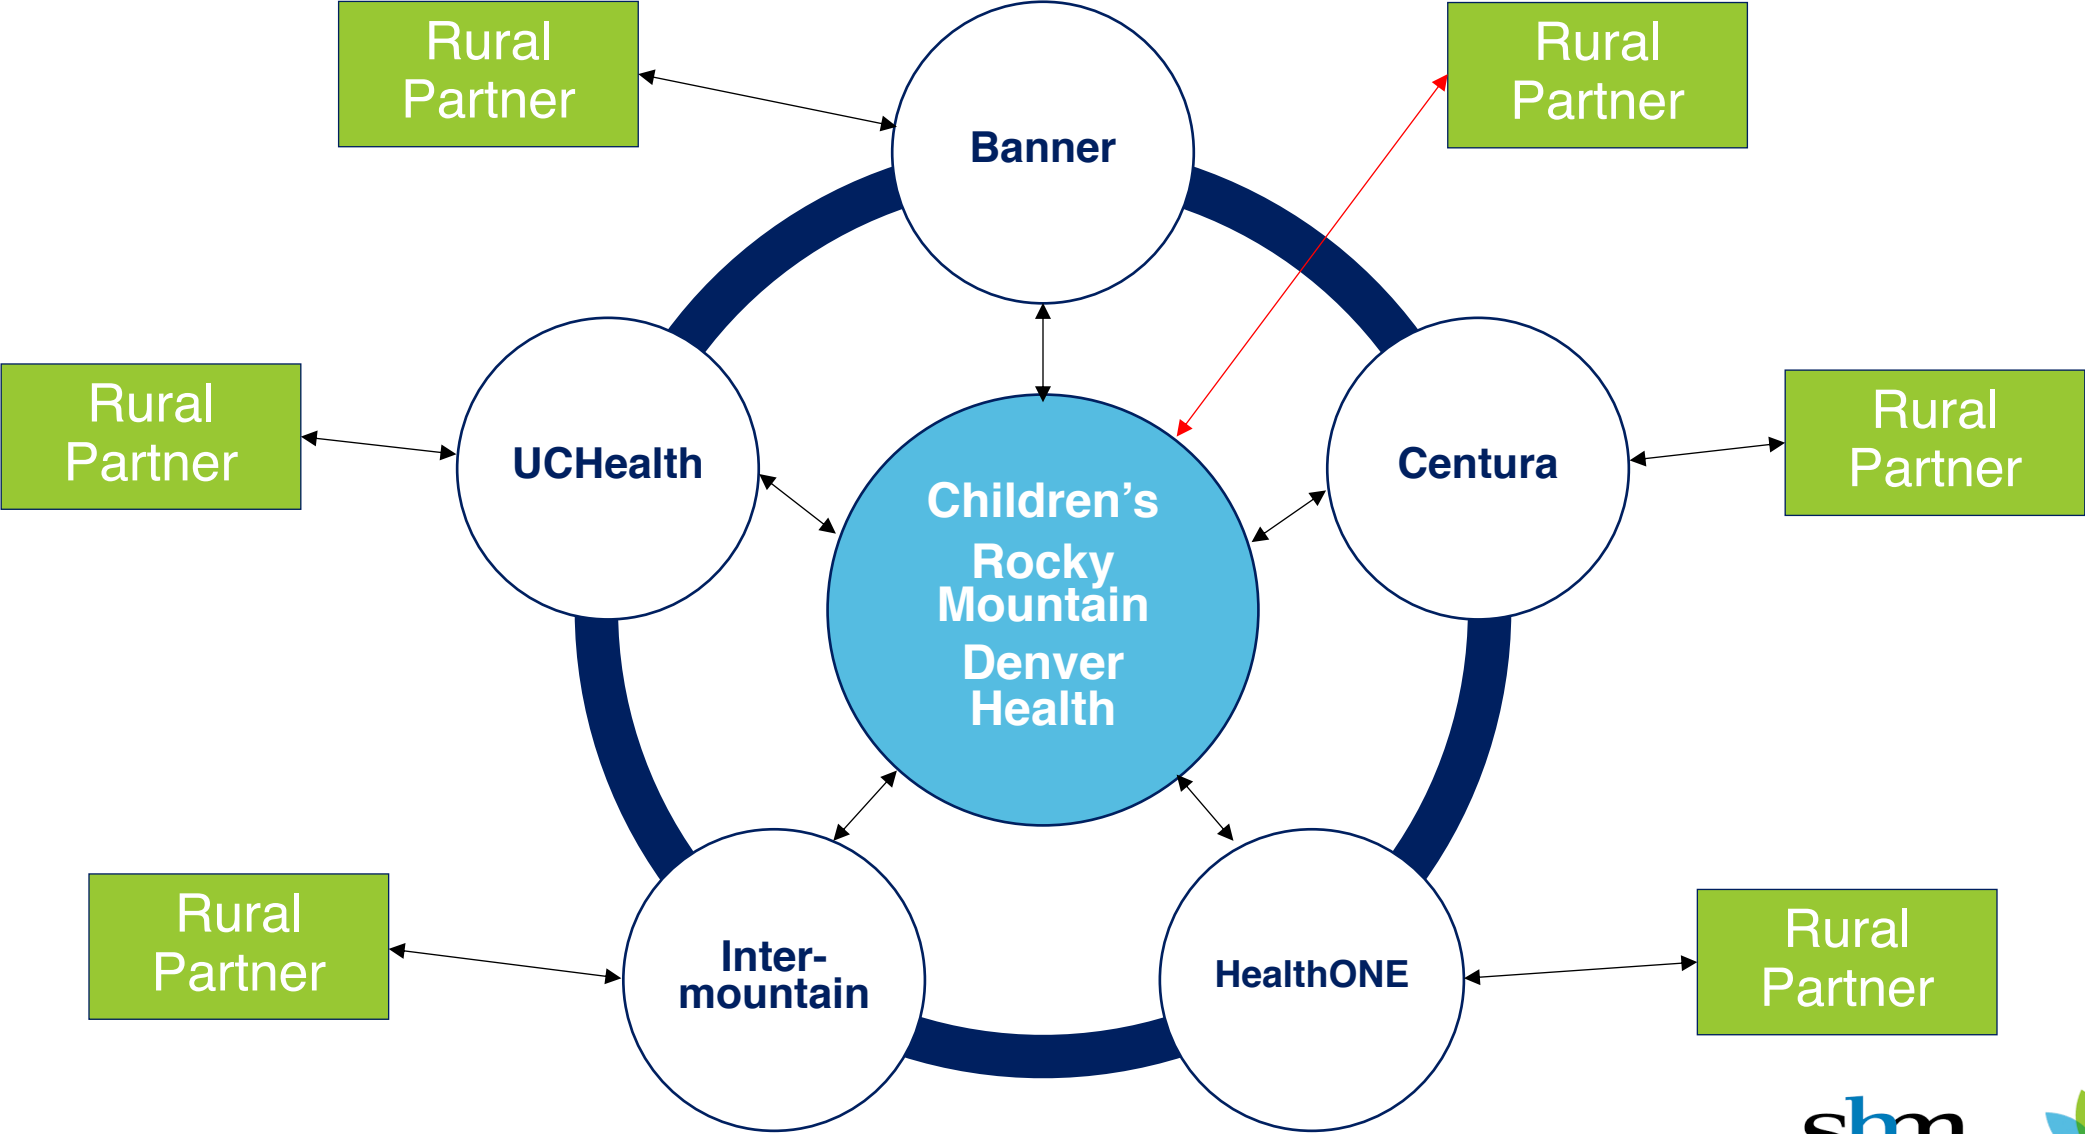 Rural
Partner
Rural
Partner
Banner
Rural
Partner
UCHealth
Centura
Rural
Partner
Children’s
Rocky
Mountain
Denver
Health
Rural
Partner
Inter-
mountain
HealthONE
Rural
Partner
shm